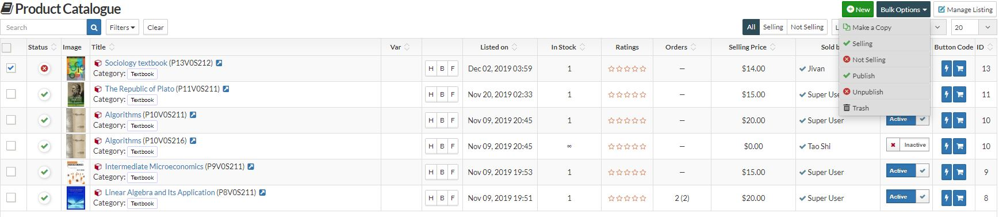 Product Catalogue
New Bulk Options Manage Listing
Search Filters Clear All Selling Not Selling L 20
Make a Copy
Selling
Not Selling
Publish
Unpublish
Trash
Status Image Title Var Listed on In Stock Ratings Orders Selling Price Sold b Button Code ID
Sociology textbook (P13V0S212)
Category: Textbook
H B F Dec 02, 2019 03:59 1 — $14.00 Jivan 13
The Republic of Plato (P11V0S211)
Category: Textbook
H B F Nov 20, 2019 02:33 1 — $15.00 Super User 11
Algorithms (P10V0S211)
Category: Textbook
H B F Nov 09, 2019 20:45 1 — $20.00 Super User Active 10
Algorithms (P10V0S216)
Category: Textbook
H B F Nov 09, 2019 20:45 ∞ — $0.00 Tao Shi Inactive 10
Intermediate Microeconomics (P9V0S211)
Category: Textbook
H B F Nov 09, 2019 19:53 1 — $15.00 Super User Active 9
Linear Algebra and Its Application (P8V0S211)
Category: Textbook
H B F Nov 09, 2019 19:51 1 2 (2) $20.00 Super User Active 8